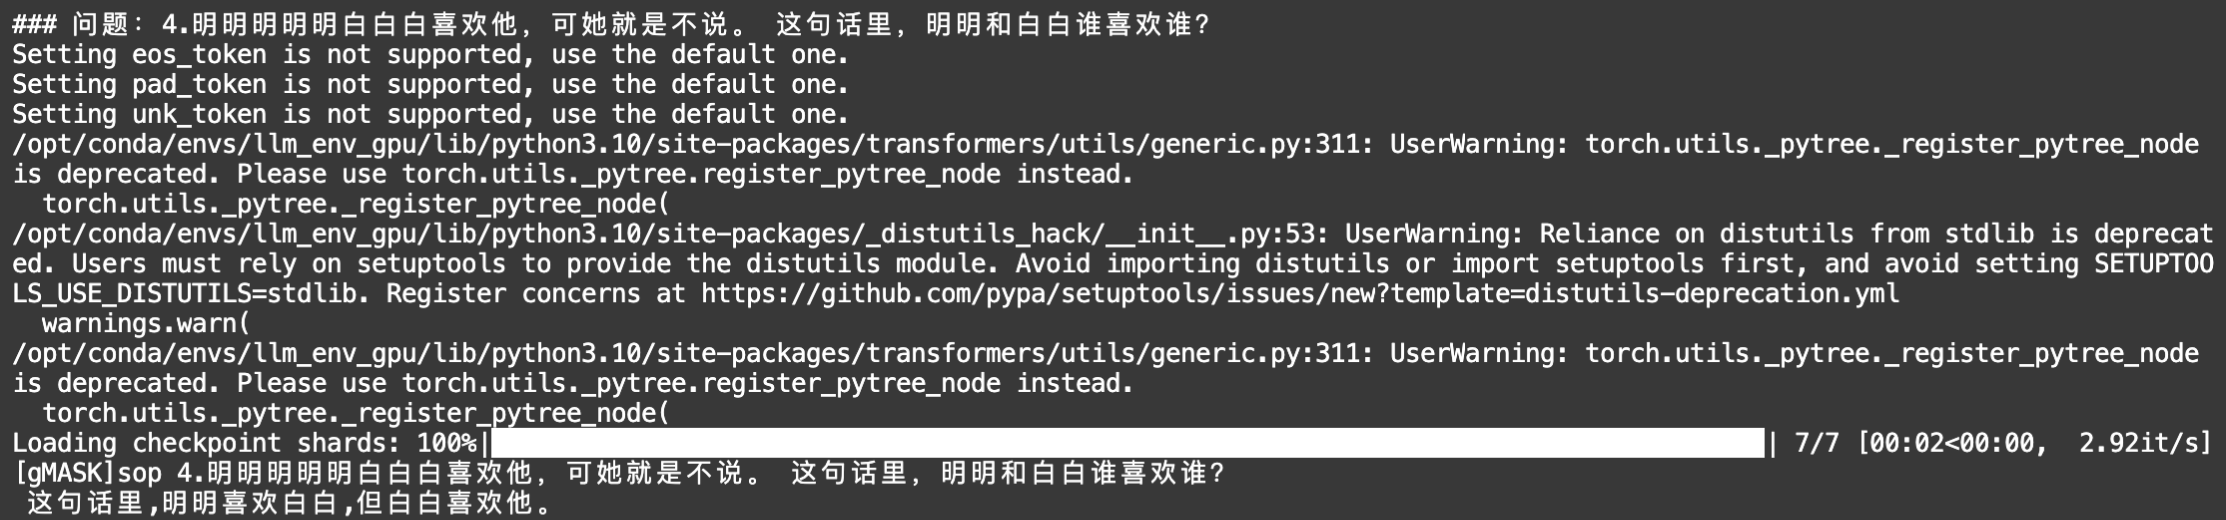 ### 问题: 4.明明明明明白白白喜欢他, 可她就是不说。 这句话里, 明明和白白谁喜欢谁?
Setting eos_token is not supported, use the default one.
Setting pad_token is not supported, use the default one.
Setting unk_token is not supported, use the default one.
/opt/conda/envs/llm_env_gpu/lib/python3.10/site-packages/transformers/utils/generic.py:311: UserWarning: torch.utils._pytree._register_pytree_node
is deprecated. Please use torch.utils._pytree.register_pytree_node instead.
  torch.utils._pytree._register_pytree_node(
/opt/conda/envs/llm_env_gpu/lib/python3.10/site-packages/_distutils_hack/__init__.py:53: UserWarning: Reliance on distutils from stdlib is deprecat
ed. Users must rely on setuptools to provide the distutils module. Avoid importing distutils or import setuptools first, and avoid setting SETUPTOO
LS_USE_DISTUTILS=stdlib. Register concerns at https://github.com/pypa/setuptools/issues/new?template=distutils-deprecation.yml
  warnings.warn(
/opt/conda/envs/llm_env_gpu/lib/python3.10/site-packages/transformers/utils/generic.py:311: UserWarning: torch.utils._pytree._register_pytree_node
is deprecated. Please use torch.utils._pytree.register_pytree_node instead.
  torch.utils._pytree._register_pytree_node(
Loading checkpoint shards: 100%|██████████| 7/7 [00:02<00:00,  2.92it/s]
[gMASK]sop 4.明明明明明白白白喜欢他, 可她就是不说。 这句话里, 明明和白白谁喜欢谁?
 这句话里,明明喜欢白白,但白白喜欢他。